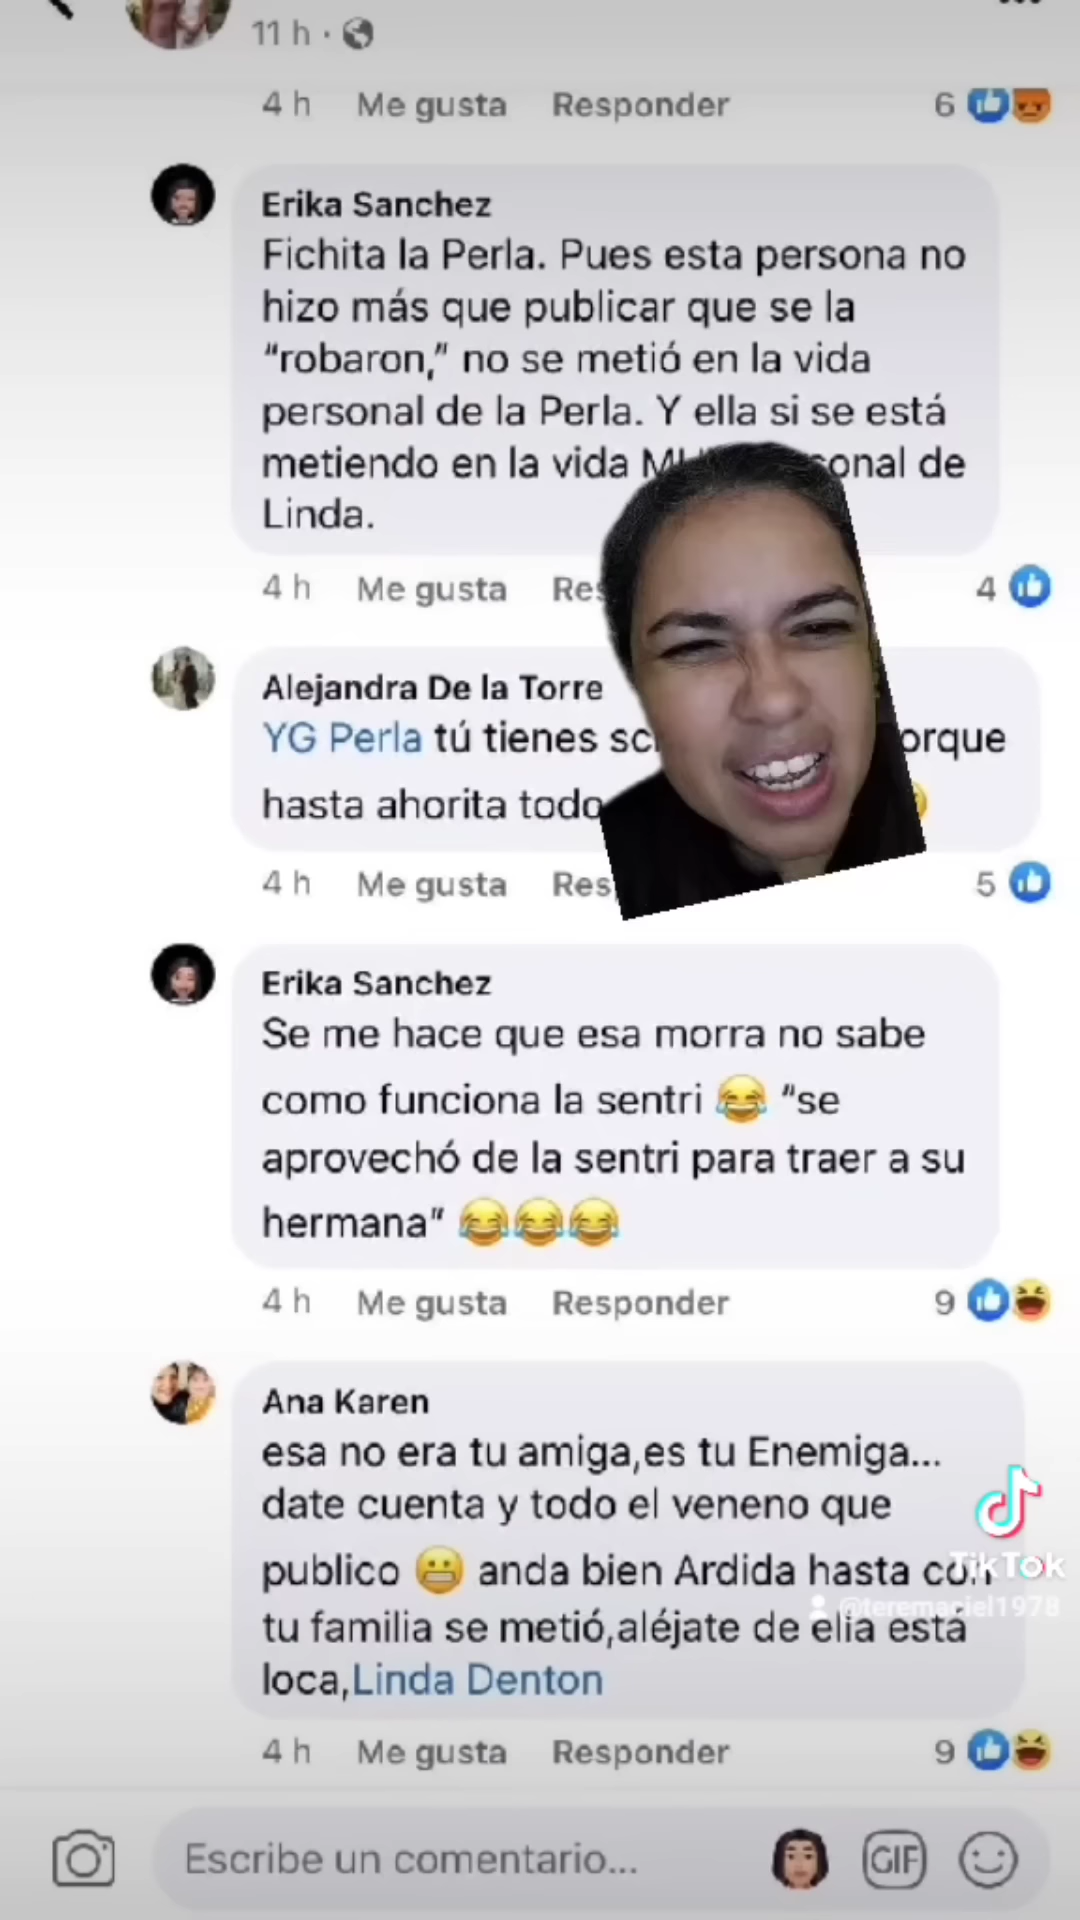 11 h
4 h Me gusta Responder 6
Erika Sanchez
Fichita la Perla. Pues esta persona no
hizo más que publicar que se la
"robaron," no se metió en la vida
personal de la Perla. Y ella si se está
metiendo en la vida de
Linda.
4 h Me gusta 4
Alejandra De la Torre
YG Perla tú tienes
hasta ahorita todo
4 h Me gusta 5
Erika Sanchez
Se me hace que esa morra no sabe
como funciona la sentri 😂 "se
aprovechó de la sentri para traer a su
hermana" 😂😂😂
4 h Me gusta Responder 9
Ana Karen
esa no era tu amiga,es tu Enemiga...
date cuenta y todo el veneno que
publico 😬 anda bien Ardida hasta con
tu familia se metió,aléjate de ella está
loca,Linda Denton
4 h Me gusta Responder 9
TikTok
@teremaciel1978
Escribe un comentario... GIF